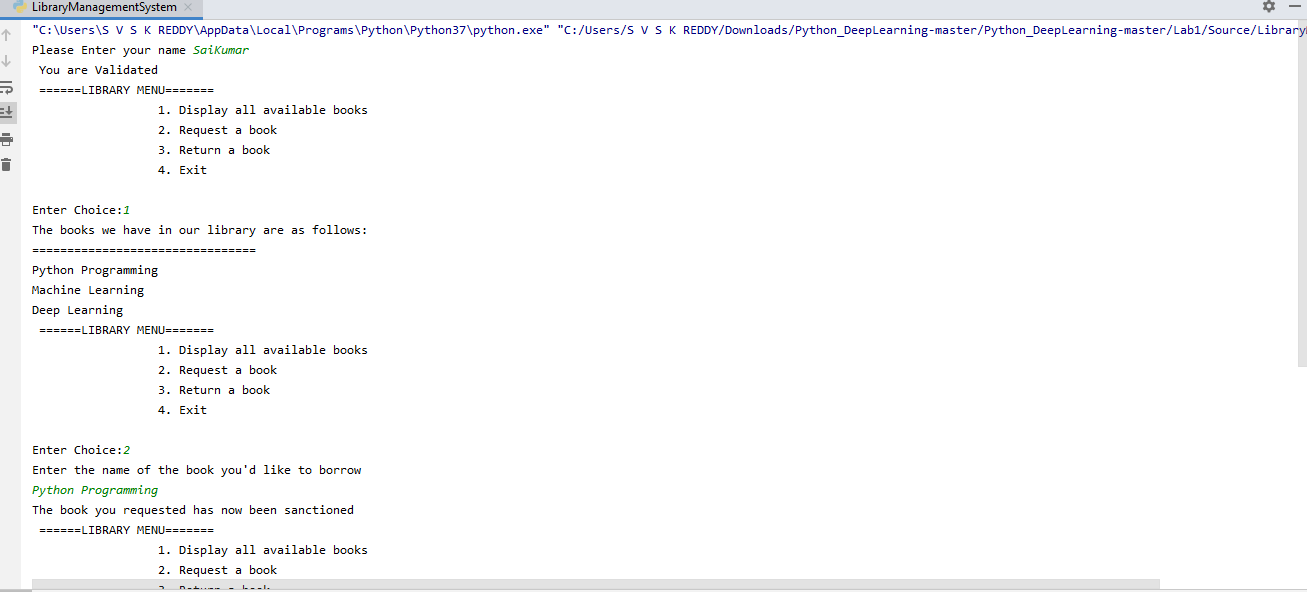 LibraryManagementSystem
"C:\Users\S V S K REDDY\AppData\Local\Programs\Python\Python37\python.exe" "C:/Users/S V S K REDDY/Downloads/Python_DeepLearning-master/Python_DeepLearning-master/Lab1/Source/Library
Please Enter your name SaiKumar
You are Validated
======LIBRARY MENU=======
1. Display all available books
2. Request a book
3. Return a book
4. Exit
Enter Choice:1
The books we have in our library are as follows:
================================
Python Programming
Machine Learning
Deep Learning
======LIBRARY MENU=======
1. Display all available books
2. Request a book
3. Return a book
4. Exit
Enter Choice:2
Enter the name of the book you'd like to borrow
Python Programming
The book you requested has now been sanctioned
======LIBRARY MENU=======
1. Display all available books
2. Request a book
3. Return a book